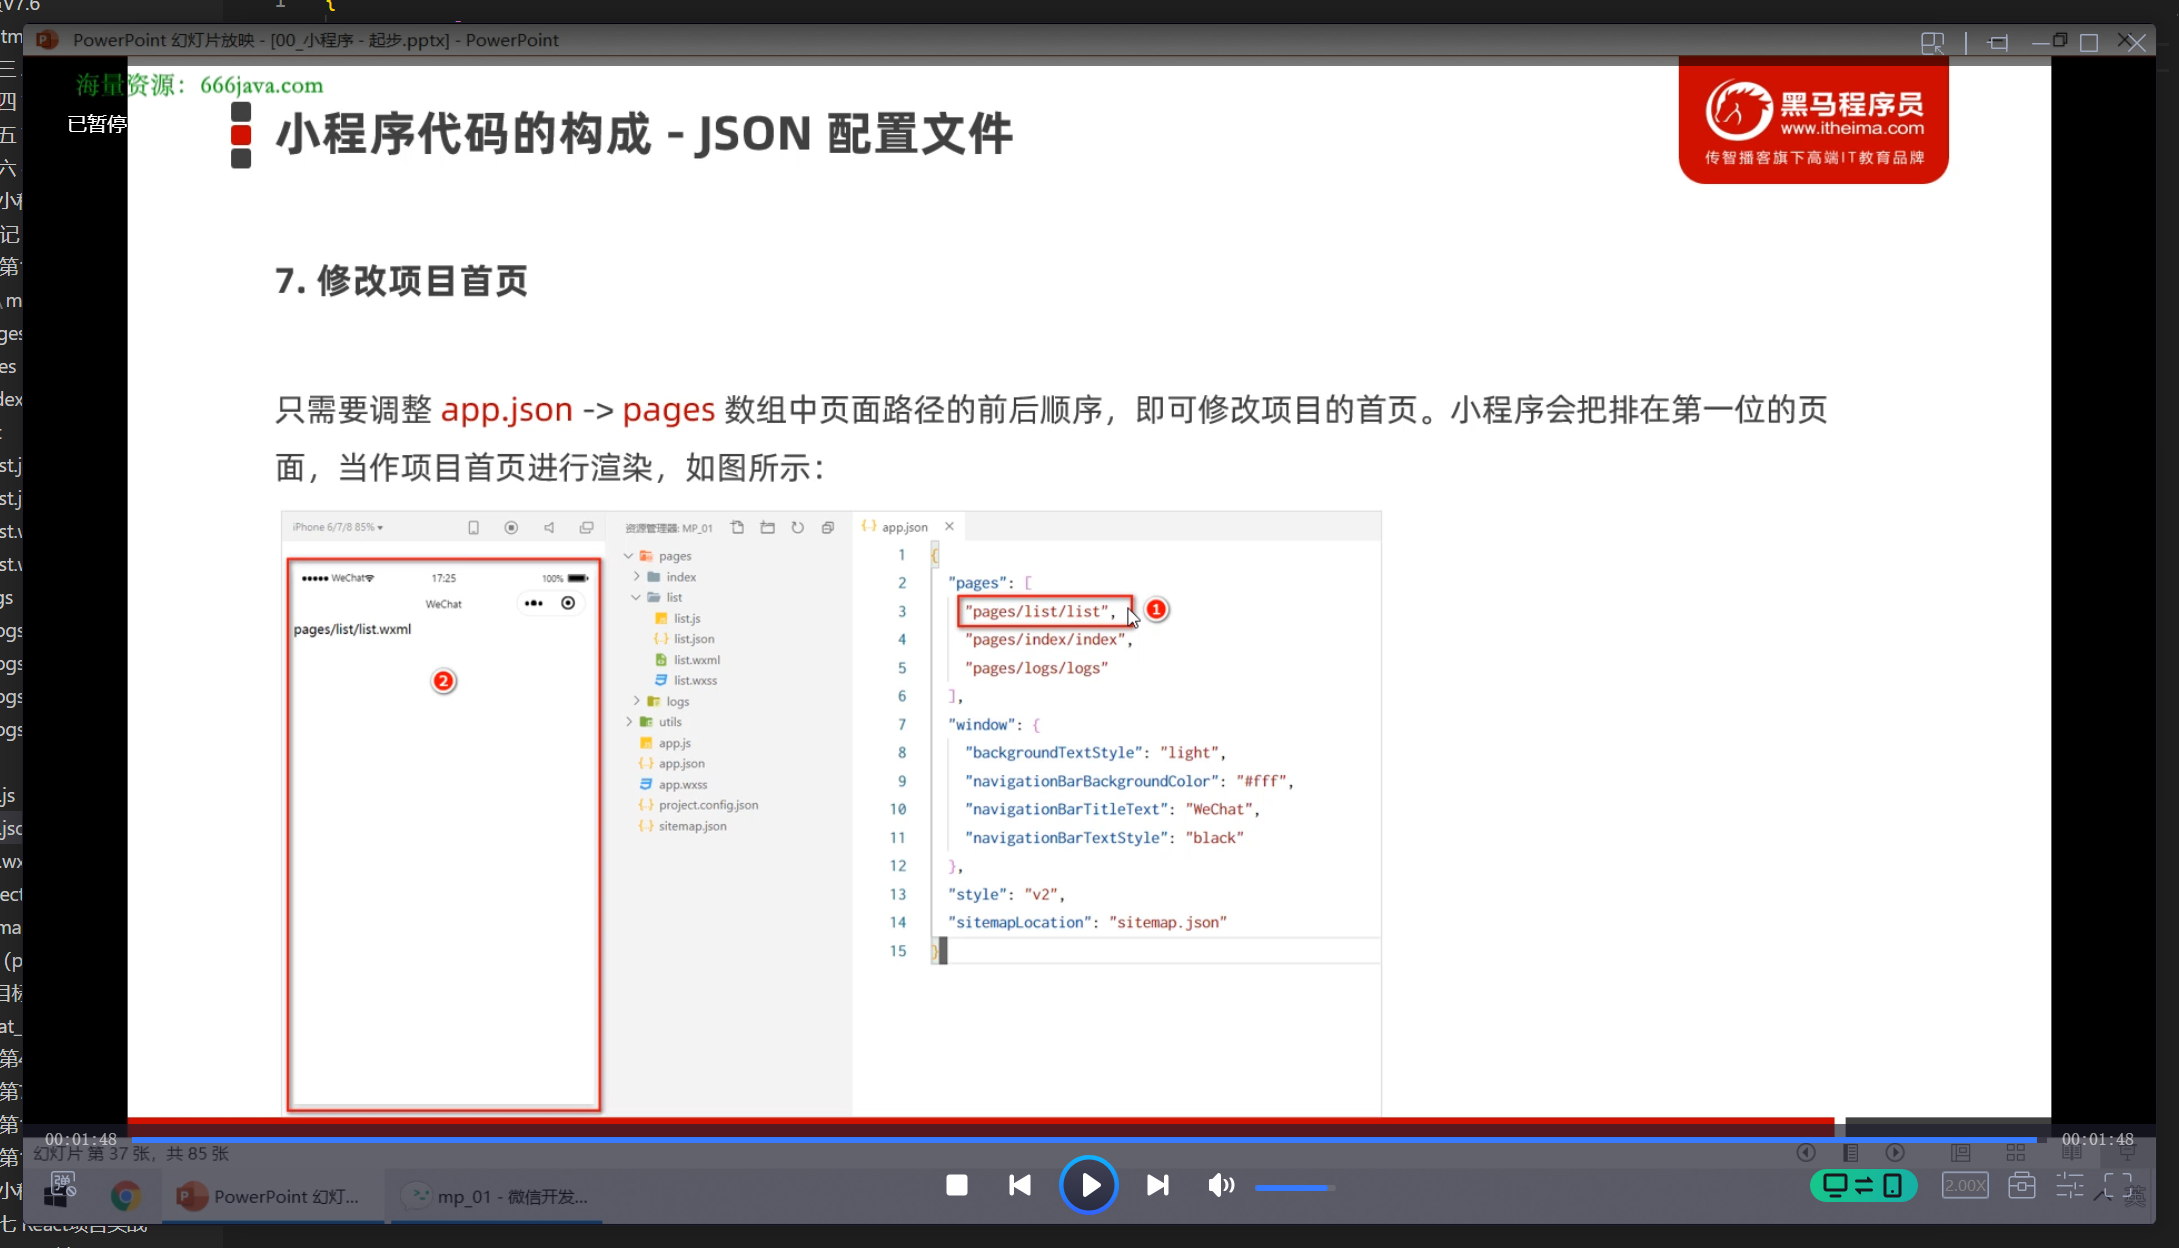 PowerPoint 幻灯片放映 - [00_小程序 - 起步.pptx] - PowerPoint
海量资源：666java.com
已暂停
小程序代码的构成 - JSON 配置文件
黑马程序员
www.itheima.com
传智播客旗下高端IT教育品牌
7. 修改项目首页
只需要调整 app.json -> pages 数组中页面路径的前后顺序，即可修改项目的首页。小程序会把排在第一位的页
面，当作项目首页进行渲染，如图所示：
iPhone 6/7/8 85%
WeChat
17:25
100%
WeChat
pages/list/list.wxml
2
资源管理器: MP_01
pages
index
list
list.js
list.json
list.wxml
list.wxss
logs
utils
app.js
app.json
app.wxss
project.config.json
sitemap.json
app.json
1 {
2 "pages": [
3 "pages/list/list",
1
4 "pages/index/index",
5 "pages/logs/logs"
6 ],
7 "window": {
8 "backgroundTextStyle": "light",
9 "navigationBarBackgroundColor": "#fff",
10 "navigationBarTitleText": "WeChat",
11 "navigationBarTextStyle": "black"
12 },
13 "style": "v2",
14 "sitemapLocation": "sitemap.json"
15 }
00:01:48
00:01:48
幻灯片 第 37 张，共 85 张
弹
PowerPoint 幻灯...
mp_01 - 微信开发...
2.00X
英